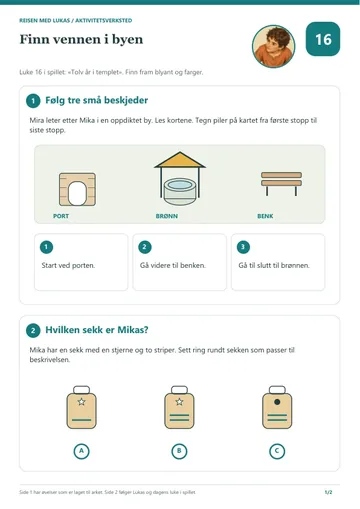 REISEN MED LUKAS / AKTIVITETSVERKSTED
Finn vennen i byen
16
Luke 16 i spillet: «Tolv år i templet». Finn fram blyant og farger.
1 Følg tre små beskjeder
Mira leter etter Mika i en oppdiktet by. Les kortene. Tegn piler på kartet fra første stopp til
siste stopp.
PORT BRØNN BENK
1 2 3
Start ved porten. Gå videre til benken. Gå til slutt til brønnen.
2 Hvilken sekk er Mikas?
Mika har en sekk med en stjerne og to striper. Sett ring rundt sekken som passer til
beskrivelsen.
A B C
Side 1 har øvelser som er laget til arket. Side 2 følger Lukas og dagens luke i spillet.
1/2